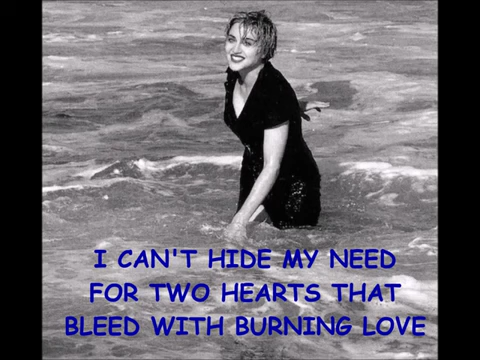 I CAN'T HIDE MY NEED
FOR TWO HEARTS THAT
BLEED WITH BURNING LOVE